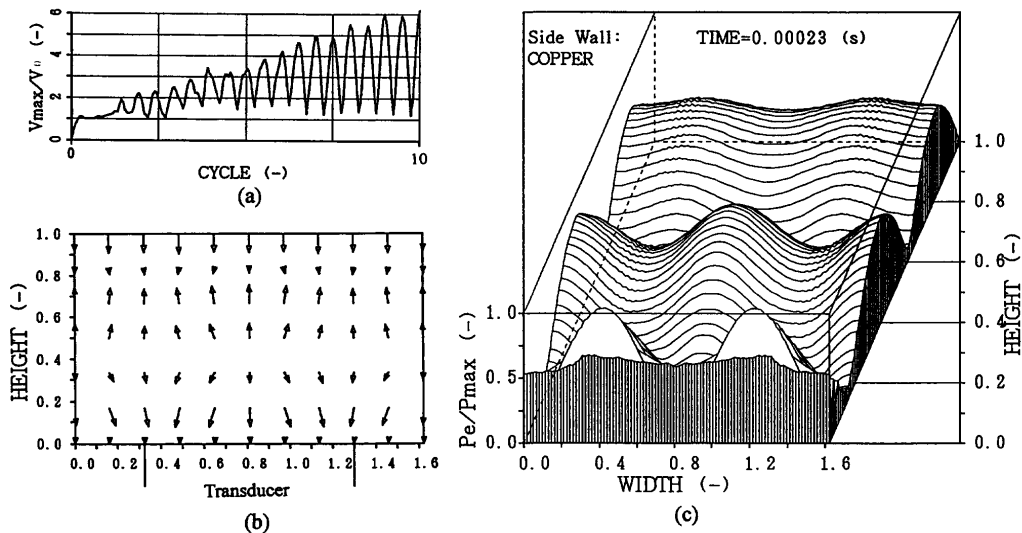 6
5
4
3
2
1
0
Vmax/V₀ (-)
0
10
CYCLE (-)
(a)
1.0
0.8
0.6
0.4
0.2
0.0
HEIGHT (-)
0.0 0.2 0.4 0.6 0.8 1.0 1.2 1.4 1.6
Transducer
(b)
Side Wall:
COPPER
TIME=0.00023 (s)
1.0
0.8
0.6
0.4
0.2
0.0
HEIGHT (-)
1.0
0.5
0.0
Pe/Pmax (-)
0.0 0.4 0.8 1.2 1.6
WIDTH (-)
(c)